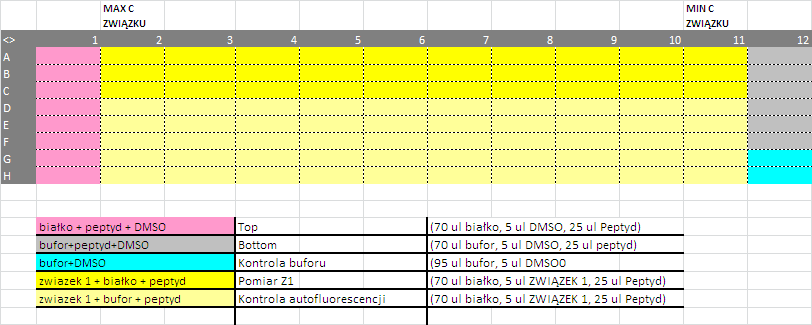 MAX C MIN C
ZWIĄZKU ZWIĄZKU
<> 1 2 3 4 5 6 7 8 9 10 11 12
A
B
C
D
E
F
G
H
białko + peptyd + DMSO Top (70 ul białko, 5 ul DMSO, 25 ul Peptyd)
bufor+peptyd+DMSO Bottom (70 ul bufor, 5 ul DMSO, 25 ul peptyd)
bufor+DMSO Kontrola buforu (95 ul bufor, 5 ul DMSO0
zwiazek 1 + białko + peptyd Pomiar Z1 (70 ul białko, 5 ul ZWIĄZEK 1, 25 ul Peptyd)
zwiazek 1 + bufor + peptyd Kontrola autofluorescencji (70 ul białko, 5 ul ZWIĄZEK 1, 25 ul Peptyd)